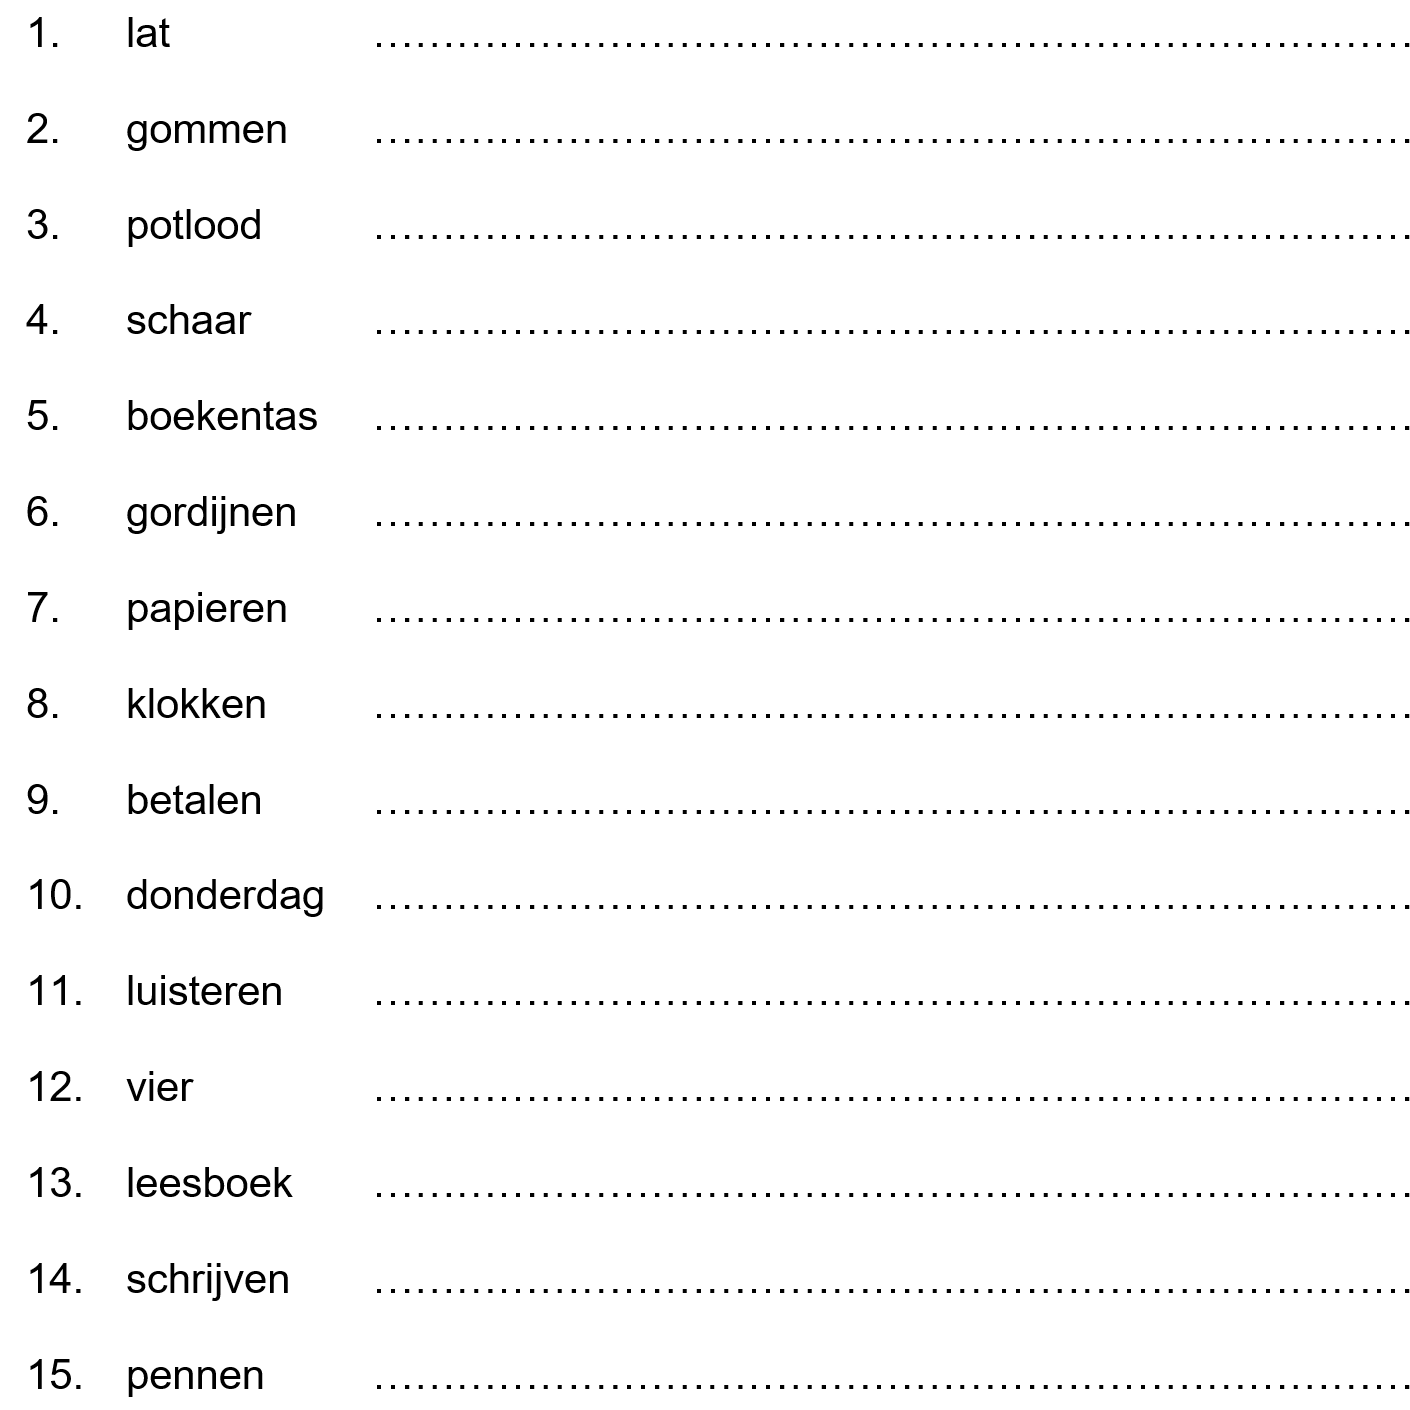 1. lat ........................................................................
2. gommen ........................................................................
3. potlood ........................................................................
4. schaar ........................................................................
5. boekentas ........................................................................
6. gordijnen ........................................................................
7. papieren ........................................................................
8. klokken ........................................................................
9. betalen ........................................................................
10. donderdag ........................................................................
11. luisteren ........................................................................
12. vier ........................................................................
13. leesboek ........................................................................
14. schrijven ........................................................................
15. pennen ........................................................................